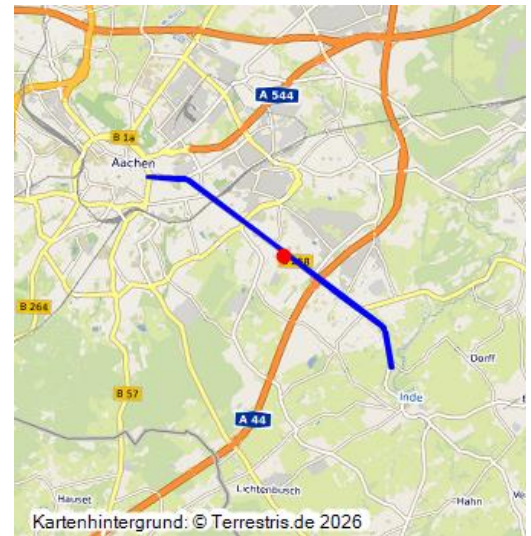 A 544
B 1a
Aachen
B 264
B 57
A 44
Dorff
Inde
Lichtenbusch
Hauset
Hahn
Kartenhintergrund: © Terrestris.de 2026